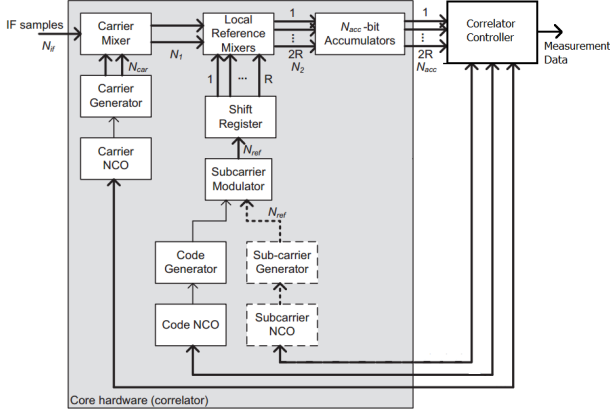 IF samples
N_if
Carrier
Mixer
N_1
Local
Reference
Mixers
1
...
2R
N_2
N_acc-bit
Accumulators
1
...
2R
N_acc
Correlator
Controller
Measurement
Data
N_car
Carrier
Generator
1
...
R
Shift
Register
Carrier
NCO
N_ref
Subcarrier
Modulator
N_ref
Code
Generator
Sub-carrier
Generator
Code NCO
Subcarrier
NCO
Core hardware (correlator)